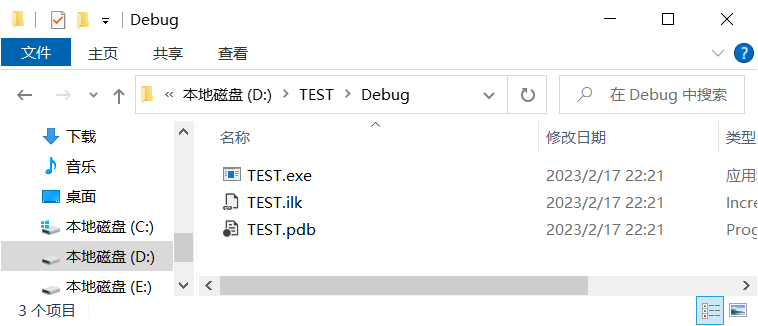 Debug
文件 主页 共享 查看
« 本地磁盘 (D:) > TEST > Debug 在 Debug 中搜索
名称 修改日期 类型
下载
音乐
桌面
本地磁盘 (C:)
本地磁盘 (D:)
本地磁盘 (E:)
TEST.exe 2023/2/17 22:21 应用
TEST.ilk 2023/2/17 22:21 Incre
TEST.pdb 2023/2/17 22:21 Prog
3 个项目